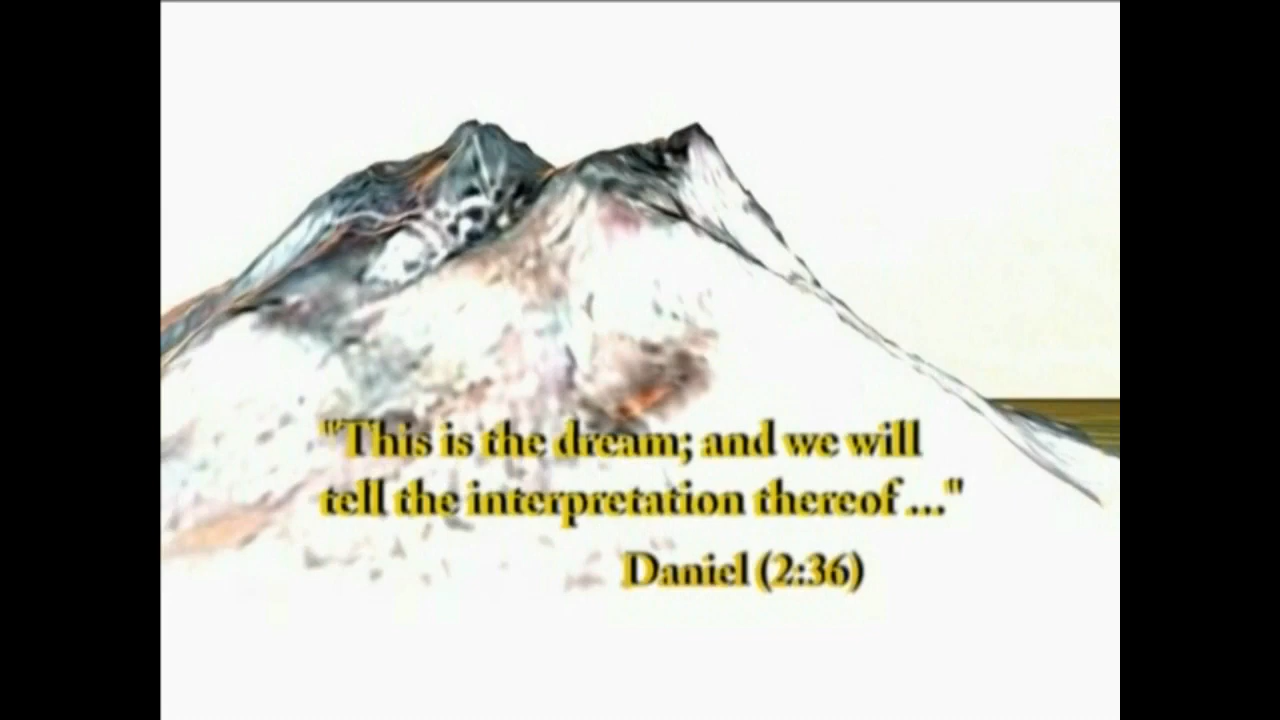 "This is the dream; and we will
tell the interpretation thereof ..."
Daniel (2:36)